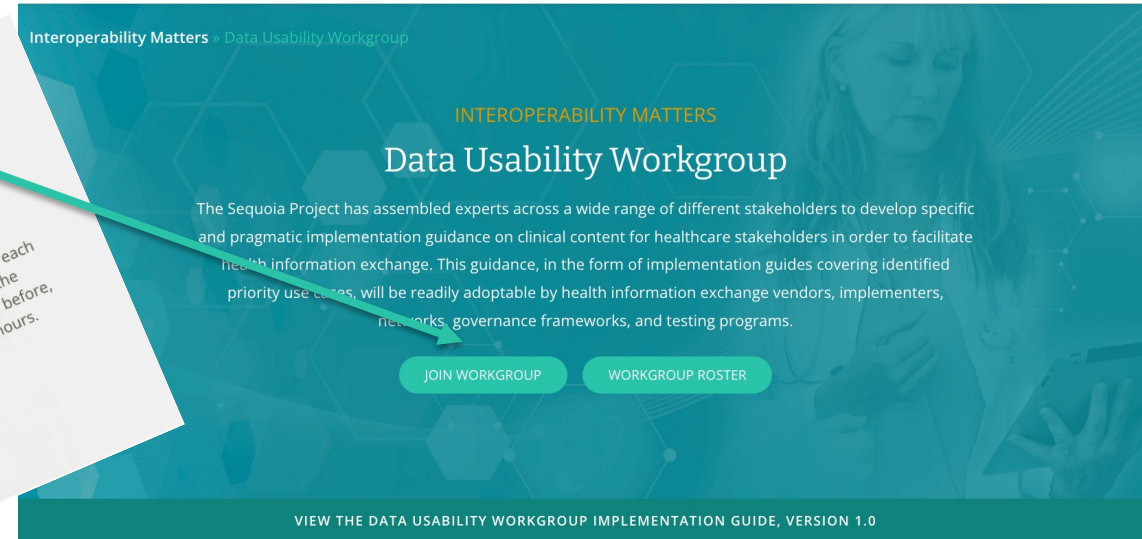 Interoperability Matters » Data Usability Workgroup
INTEROPERABILITY MATTERS
Data Usability Workgroup
The Sequoia Project has assembled experts across a wide range of different stakeholders to develop specific
and pragmatic implementation guidance on clinical content for healthcare stakeholders in order to facilitate
health information exchange. This guidance, in the form of implementation guides covering identified
priority use cases, will be readily adoptable by health information exchange vendors, implementers,
networks, governance frameworks, and testing programs.
each
he
before,
hours.
JOIN WORKGROUP
WORKGROUP ROSTER
VIEW THE DATA USABILITY WORKGROUP IMPLEMENTATION GUIDE, VERSION 1.0